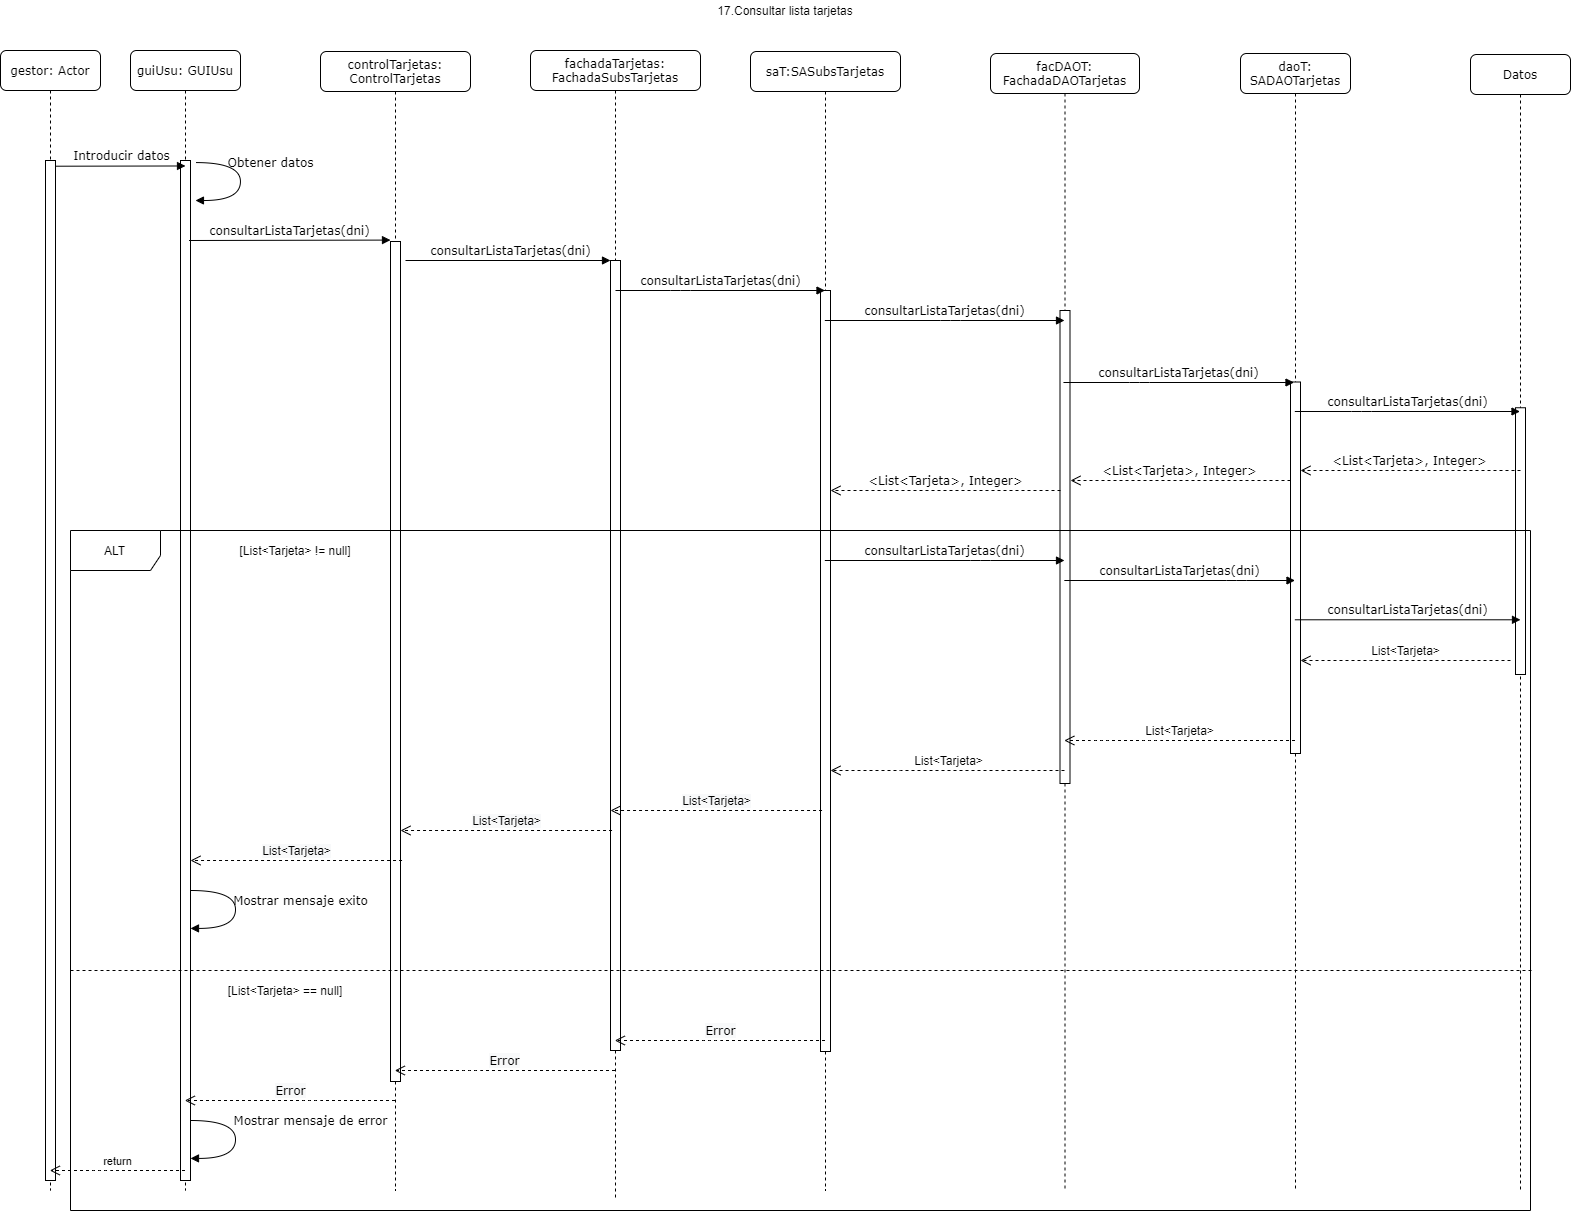 17.Consultar lista tarjetas
gestor: Actor
guiUsu: GUIUsu
controlTarjetas:
ControlTarjetas
fachadaTarjetas:
FachadaSubsTarjetas
saT:SASubsTarjetas
facDAOT:
FachadaDAOTarjetas
daoT:
SADAOTarjetas
Datos
Introducir datos
Obtener datos
consultarListaTarjetas(dni)
consultarListaTarjetas(dni)
consultarListaTarjetas(dni)
consultarListaTarjetas(dni)
consultarListaTarjetas(dni)
consultarListaTarjetas(dni)
<List<Tarjeta>, Integer>
<List<Tarjeta>, Integer>
<List<Tarjeta>, Integer>
ALT
[List<Tarjeta> != null]
consultarListaTarjetas(dni)
consultarListaTarjetas(dni)
consultarListaTarjetas(dni)
List<Tarjeta>
List<Tarjeta>
List<Tarjeta>
List<Tarjeta>
List<Tarjeta>
List<Tarjeta>
Mostrar mensaje exito
[List<Tarjeta> == null]
Error
Error
Error
Mostrar mensaje de error
return